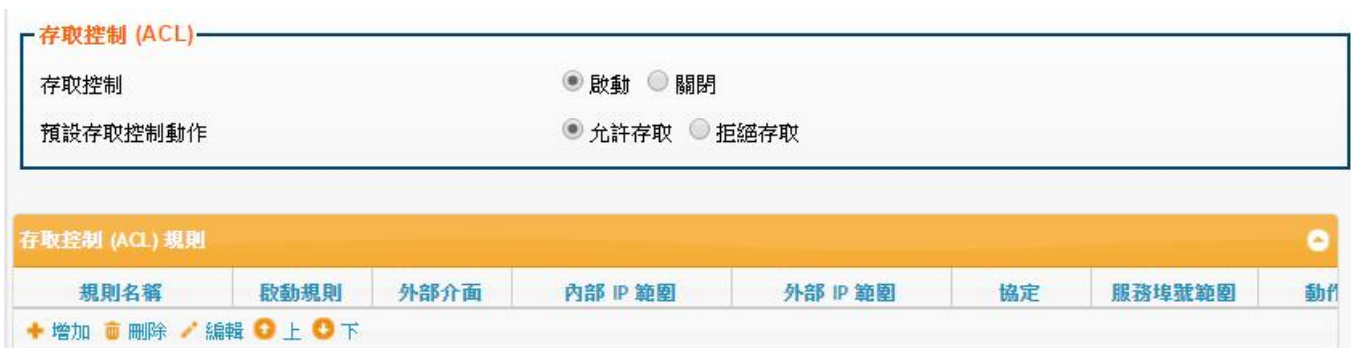 存取控制 (ACL)
存取控制 啟動 關閉
預設存取控制動作 允許存取 拒絕存取
存取控制 (ACL) 規則
規則名稱 啟動規則 外部介面 內部 IP 範圍 外部 IP 範圍 協定 服務埠號範圍 動作
增加 刪除 編輯 上 下